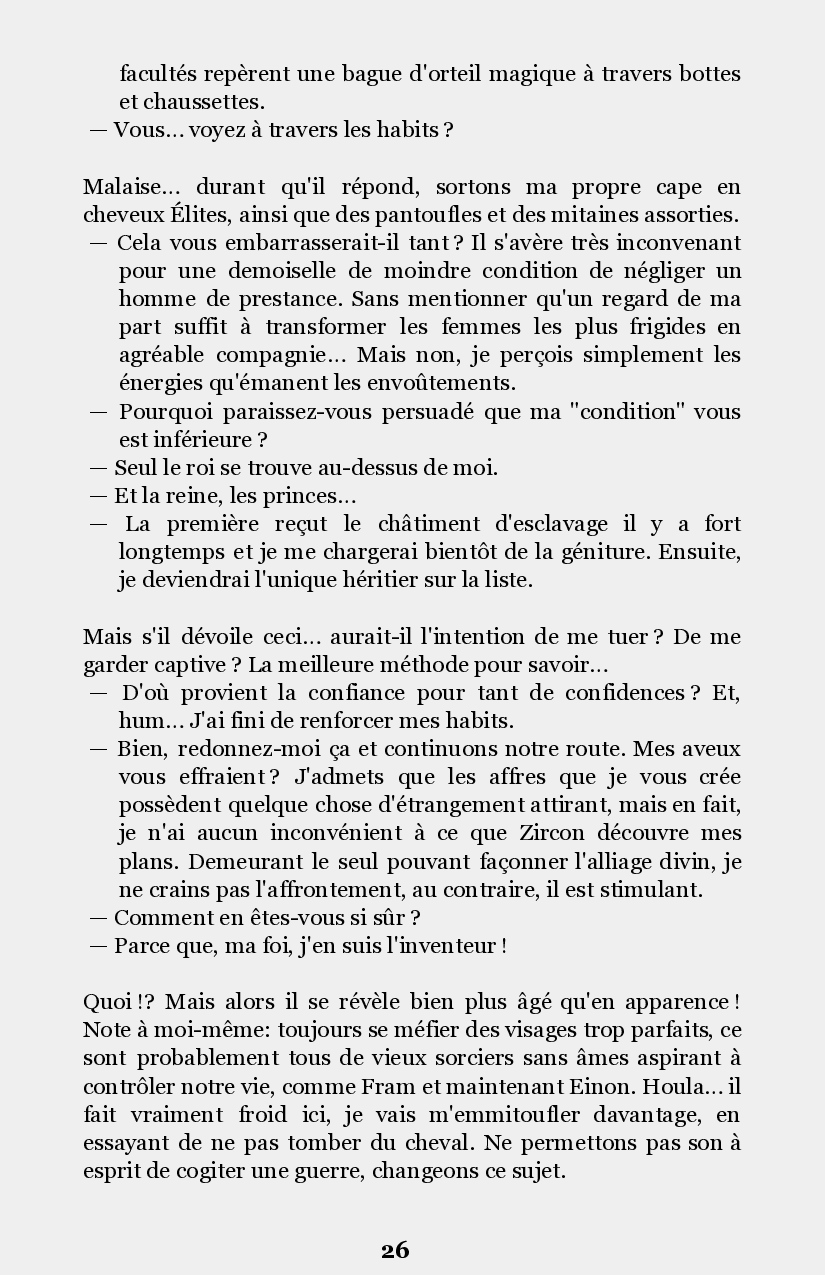 facultés repèrent une bague d'orteil magique à travers bottes
et chaussettes.
— Vous... voyez à travers les habits ?
Malaise... durant qu'il répond, sortons ma propre cape en
cheveux Élites, ainsi que des pantoufles et des mitaines assorties.
— Cela vous embarrasserait-il tant ? Il s'avère très inconvenant
pour une demoiselle de moindre condition de négliger un
homme de prestance. Sans mentionner qu'un regard de ma
part suffit à transformer les femmes les plus frigides en
agréable compagnie... Mais non, je perçois simplement les
énergies qu'émanent les envoûtements.
— Pourquoi paraissez-vous persuadé que ma "condition" vous
est inférieure ?
— Seul le roi se trouve au-dessus de moi.
— Et la reine, les princes...
— La première reçut le châtiment d'esclavage il y a fort
longtemps et je me chargerai bientôt de la géniture. Ensuite,
je deviendrai l'unique héritier sur la liste.
Mais s'il dévoile ceci... aurait-il l'intention de me tuer ? De me
garder captive ? La meilleure méthode pour savoir...
— D'où provient la confiance pour tant de confidences ? Et,
hum... J'ai fini de renforcer mes habits.
— Bien, redonnez-moi ça et continuons notre route. Mes aveux
vous effraient ? J'admets que les affres que je vous crée
possèdent quelque chose d'étrangement attirant, mais en fait,
je n'ai aucun inconvénient à ce que Zircon découvre mes
plans. Demeurant le seul pouvant façonner l'alliage divin, je
ne crains pas l'affrontement, au contraire, il est stimulant.
— Comment en êtes-vous si sûr ?
— Parce que, ma foi, j'en suis l'inventeur !
Quoi !? Mais alors il se révèle bien plus âgé qu'en apparence !
Note à moi-même: toujours se méfier des visages trop parfaits, ce
sont probablement tous de vieux sorciers sans âmes aspirant à
contrôler notre vie, comme Fram et maintenant Einon. Houla... il
fait vraiment froid ici, je vais m'emmitoufler davantage, en
essayant de ne pas tomber du cheval. Ne permettons pas son à
esprit de cogiter une guerre, changeons ce sujet.
26